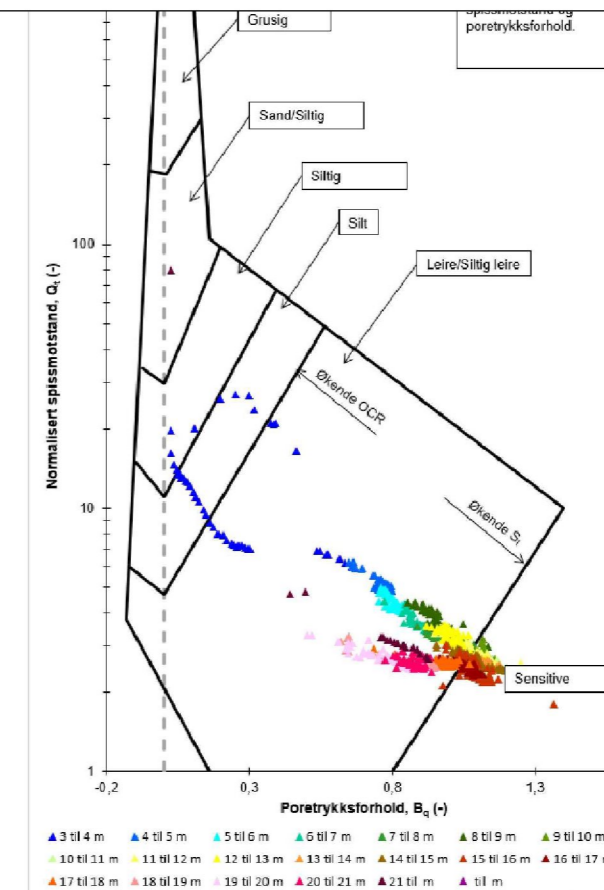 poretrykksforhold.
Grusig
Sand/Siltig
Siltig
Silt
Leire/Siltig leire
Økende OCR
Økende St
Sensitive
Normalisert spissmotstand, Qt (-)
100
10
1
-0,2
0,3
0,8
1,3
Poretrykksforhold, Bq (-)
3 til 4 m
4 til 5 m
5 til 6 m
6 til 7 m
7 til 8 m
8 til 9 m
9 til 10 m
10 til 11 m
11 til 12 m
12 til 13 m
13 til 14 m
14 til 15 m
15 til 16 m
16 til 17 m
17 til 18 m
18 til 19 m
19 til 20 m
20 til 21 m
21 til m
till m